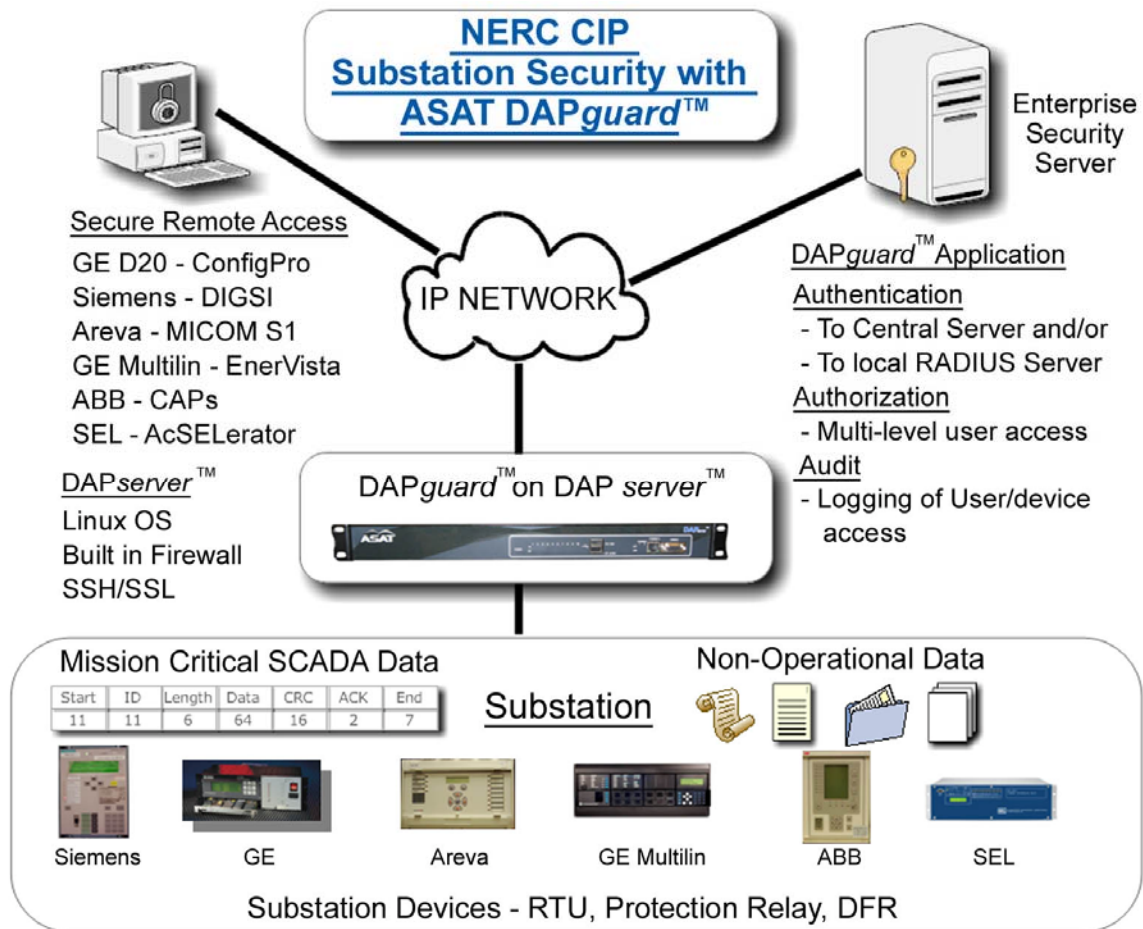 NERC CIP
Substation Security with
ASAT DAPguard™
Enterprise
Security
Server
Secure Remote Access
GE D20 - ConfigPro
Siemens - DIGSI
Areva - MICOM S1
GE Multilin - EnerVista
ABB - CAPs
SEL - AcSELerator
DAPserver™
Linux OS
Built in Firewall
SSH/SSL
IP NETWORK
DAPguard™ Application
Authentication
- To Central Server and/or
- To local RADIUS Server
Authorization
- Multi-level user access
Audit
- Logging of User/device
access
DAPguard™ on DAP server™
ASAT
Mission Critical SCADA Data
Start ID Length Data CRC ACK End
11 11 6 64 16 2 7
Substation
Non-Operational Data
Siemens
GE
Areva
GE Multilin
ABB
SEL
Substation Devices - RTU, Protection Relay, DFR